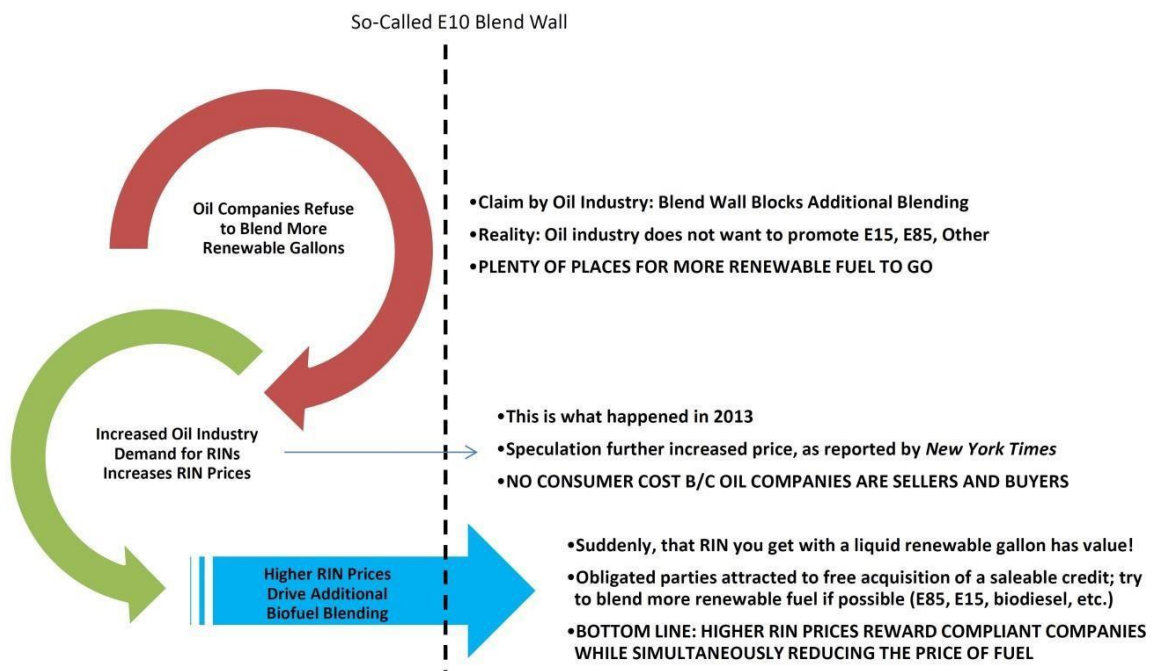 So-Called E10 Blend Wall
Oil Companies Refuse
to Blend More
Renewable Gallons
•Claim by Oil Industry: Blend Wall Blocks Additional Blending
•Reality: Oil industry does not want to promote E15, E85, Other
•PLENTY OF PLACES FOR MORE RENEWABLE FUEL TO GO
Increased Oil Industry
Demand for RINs
Increases RIN Prices
•This is what happened in 2013
•Speculation further increased price, as reported by New York Times
•NO CONSUMER COST B/C OIL COMPANIES ARE SELLERS AND BUYERS
Higher RIN Prices
Drive Additional
Biofuel Blending
•Suddenly, that RIN you get with a liquid renewable gallon has value!
•Obligated parties attracted to free acquisition of a saleable credit; try
to blend more renewable fuel if possible (E85, E15, biodiesel, etc.)
•BOTTOM LINE: HIGHER RIN PRICES REWARD COMPLIANT COMPANIES
WHILE SIMULTANEOUSLY REDUCING THE PRICE OF FUEL